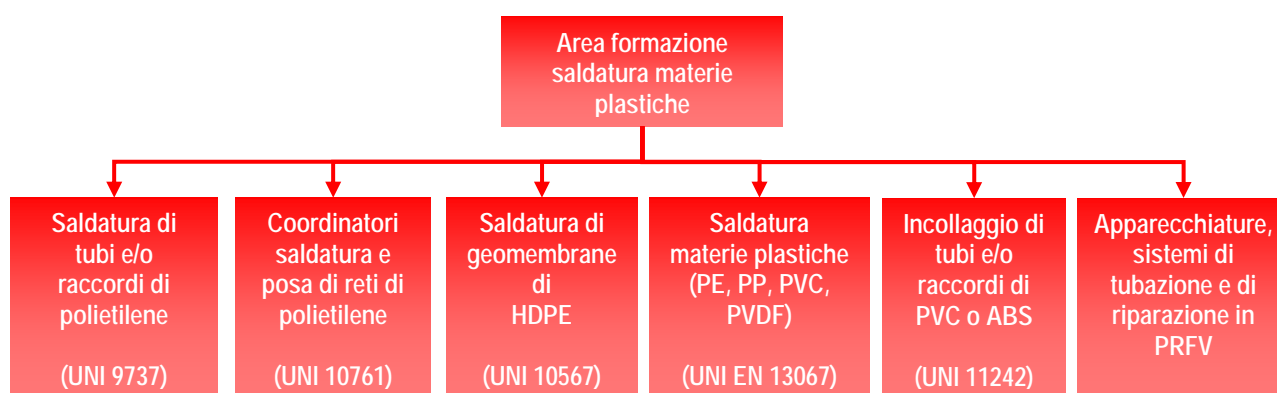 Area formazione
saldatura materie
plastiche
Saldatura di
tubi e/o
raccordi di
polietilene
(UNI 9737)
Coordinatori
saldatura e
posa di reti di
polietilene
(UNI 10761)
Saldatura di
geomembrane
di
HDPE
(UNI 10567)
Saldatura
materie plastiche
(PE, PP, PVC,
PVDF)
(UNI EN 13067)
Incollaggio di
tubi e/o
raccordi di
PVC o ABS
(UNI 11242)
Apparecchiature,
sistemi di
tubazione e di
riparazione in
PRFV